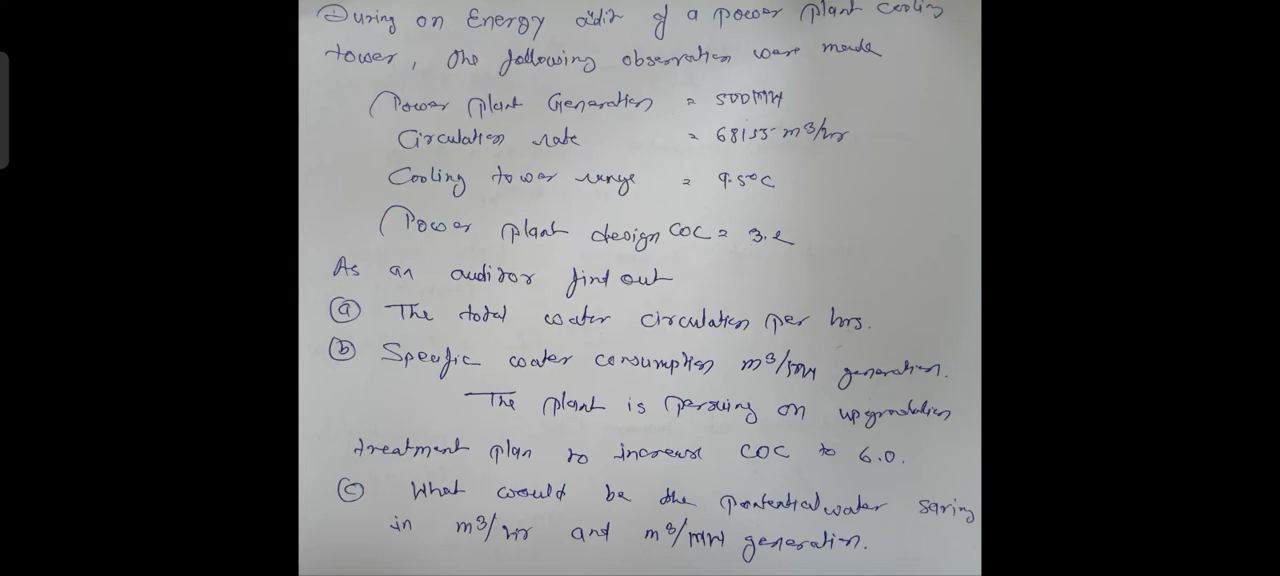 During on Energy audit of a power plant cooling
tower, the following observation were made
Power plant Generation = 500MW
Circulation rate = 68155 m3/hr
Cooling tower range = 9.5°C
Power plant design COC = 3.2
As an auditor find out
(a) The total water circulation per hrs.
(b) Specific water consumption m3/MW generation.
The plant is on upgradation
treatment plan to increase COC to 6.0.
(c) What would be the potential water saving
in m3/hr and m3/MW generation.